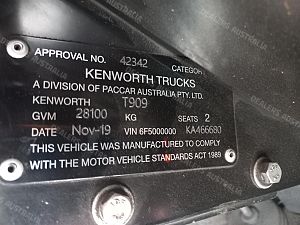 APPROVAL NO. 42342 CATEGOR
KENWORTH TRUCKS
A DIVISION OF PACCAR AUSTRALIA PTY. LTD.
KENWORTH T909
GVM 28100 KG SEATS 2
DATE Nov-19 VIN 6F5000000 KA466680
THIS VEHICLE WAS MANUFACTURED TO COMPLY
WITH THE MOTOR VEHICLE STANDARDS ACT 1989